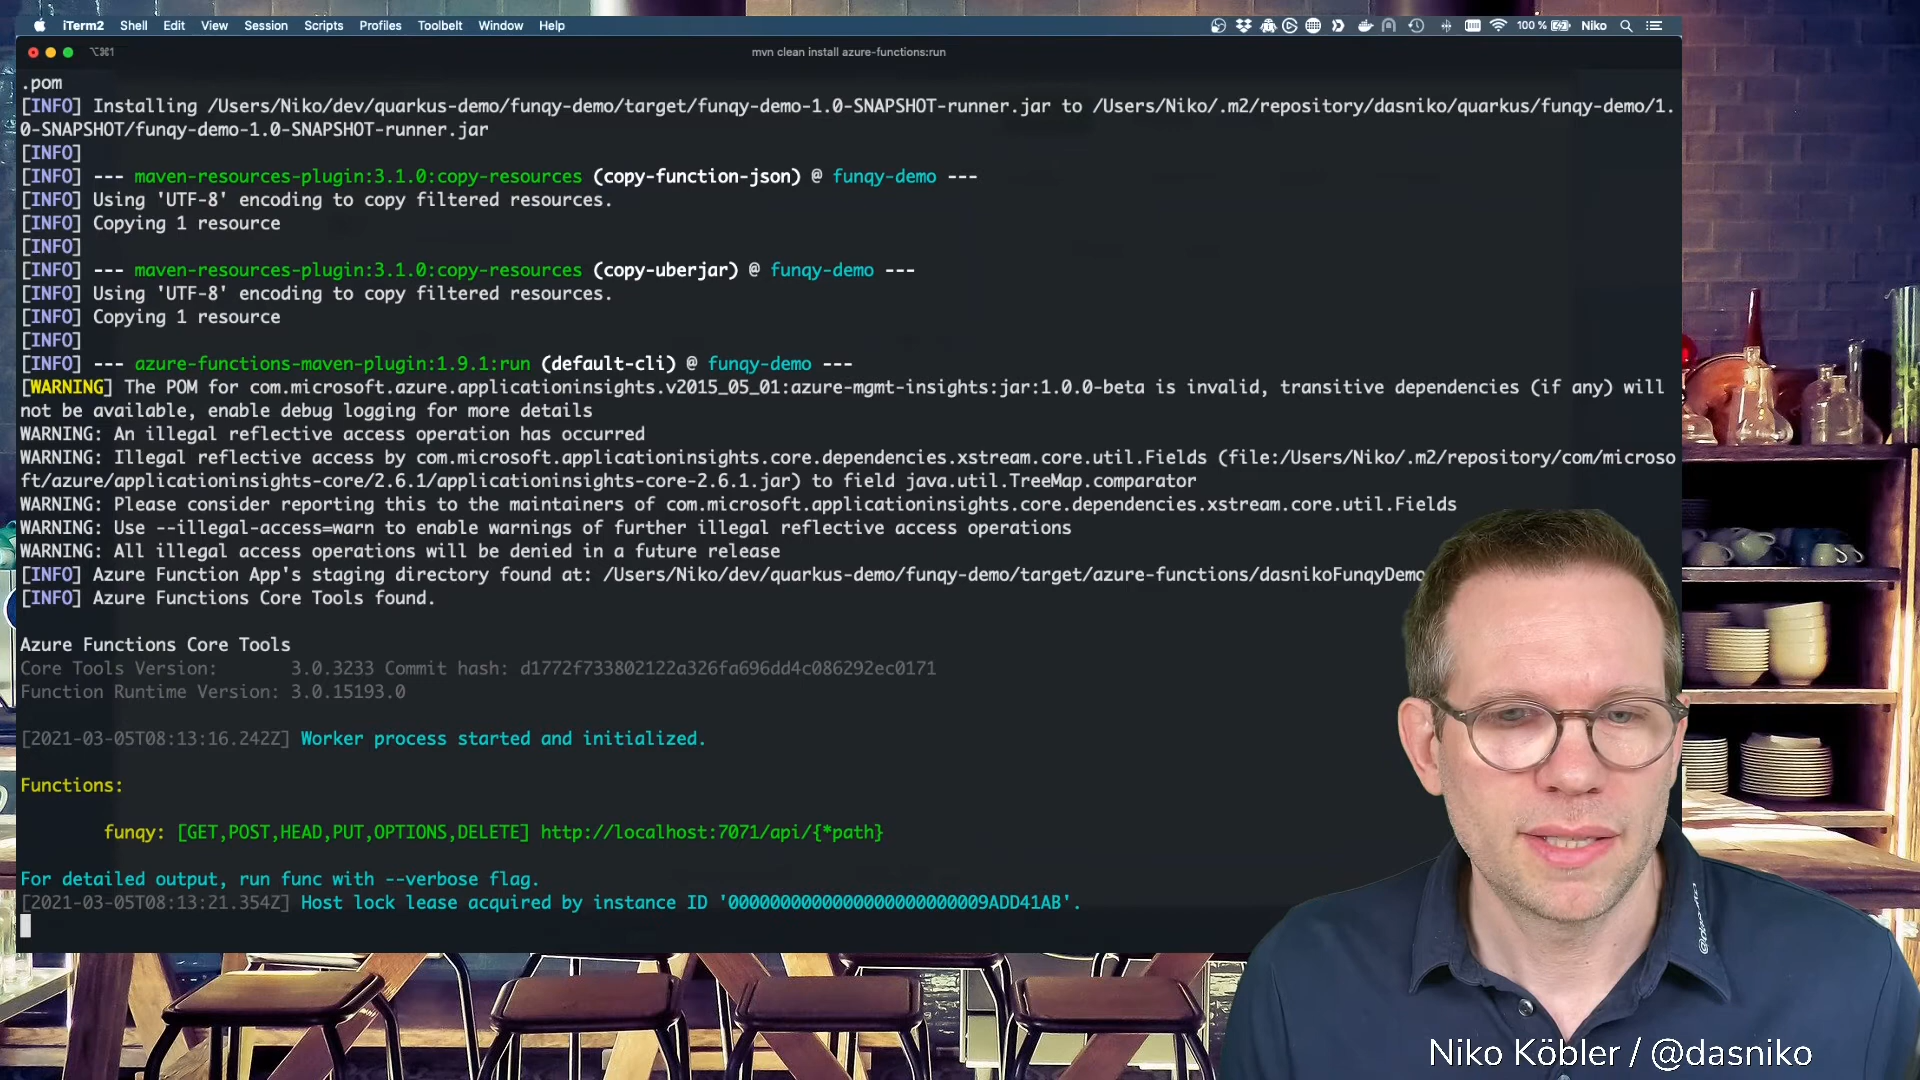 iTerm2 Shell Edit View Session Scripts Profiles Toolbelt Window Help 100 % Niko
⌥⌘1 mvn clean install azure-functions:run
.pom
[INFO] Installing /Users/Niko/dev/quarkus-demo/funqy-demo/target/funqy-demo-1.0-SNAPSHOT-runner.jar to /Users/Niko/.m2/repository/dasniko/quarkus/funqy-demo/1.
0-SNAPSHOT/funqy-demo-1.0-SNAPSHOT-runner.jar
[INFO]
[INFO] --- maven-resources-plugin:3.1.0:copy-resources (copy-function-json) @ funqy-demo ---
[INFO] Using 'UTF-8' encoding to copy filtered resources.
[INFO] Copying 1 resource
[INFO]
[INFO] --- maven-resources-plugin:3.1.0:copy-resources (copy-uberjar) @ funqy-demo ---
[INFO] Using 'UTF-8' encoding to copy filtered resources.
[INFO] Copying 1 resource
[INFO]
[INFO] --- azure-functions-maven-plugin:1.9.1:run (default-cli) @ funqy-demo ---
[WARNING] The POM for com.microsoft.azure.applicationinsights.v2015_05_01:azure-mgmt-insights:jar:1.0.0-beta is invalid, transitive dependencies (if any) will
not be available, enable debug logging for more details
WARNING: An illegal reflective access operation has occurred
WARNING: Illegal reflective access by com.microsoft.applicationinsights.core.dependencies.xstream.core.util.Fields (file:/Users/Niko/.m2/repository/com/microso
ft/azure/applicationinsights-core/2.6.1/applicationinsights-core-2.6.1.jar) to field java.util.TreeMap.comparator
WARNING: Please consider reporting this to the maintainers of com.microsoft.applicationinsights.core.dependencies.xstream.core.util.Fields
WARNING: Use --illegal-access=warn to enable warnings of further illegal reflective access operations
WARNING: All illegal access operations will be denied in a future release
[INFO] Azure Function App's staging directory found at: /Users/Niko/dev/quarkus-demo/funqy-demo/target/azure-functions/dasnikoFunqyDemo
[INFO] Azure Functions Core Tools found.
Azure Functions Core Tools
Core Tools Version: 3.0.3233 Commit hash: d1772f733802122a326fa696dd4c086292ec0171
Function Runtime Version: 3.0.15193.0
[2021-03-05T08:13:16.242Z] Worker process started and initialized.
Functions:
funqy: [GET,POST,HEAD,PUT,OPTIONS,DELETE] http://localhost:7071/api/{*path}
For detailed output, run func with --verbose flag.
[2021-03-05T08:13:21.354Z] Host lock lease acquired by instance ID '0000000000000000000000009ADD41AB'.
Niko Köbler / @dasniko